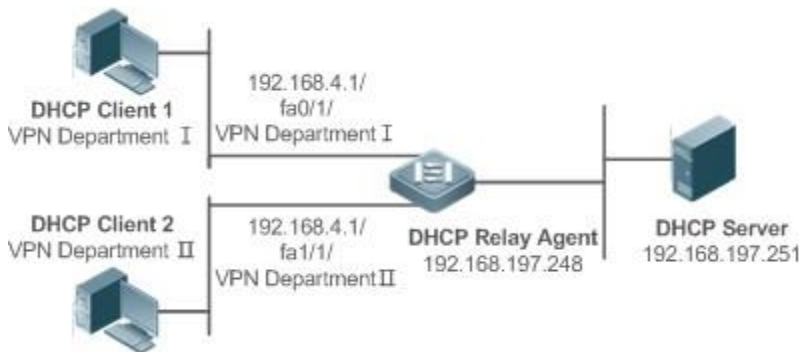 DHCP Client 1
VPN Department Ⅰ
192.168.4.1/
fa0/1/
VPN Department Ⅰ
DHCP Client 2
VPN Department Ⅱ
192.168.4.1/
fa1/1/
VPN Department Ⅱ
DHCP Relay Agent
192.168.197.248
DHCP Server
192.168.197.251